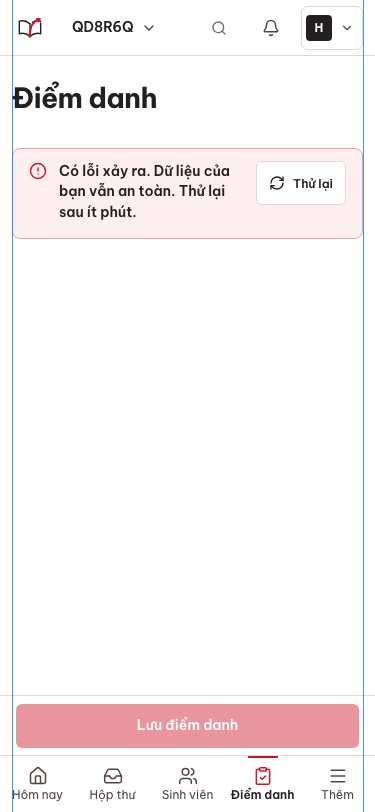 QD8R6Q
H
Điểm danh
Có lỗi xảy ra. Dữ liệu của
bạn vẫn an toàn. Thử lại
sau ít phút.
Thử lại
Lưu điểm danh
Hôm nay
Hộp thư
Sinh viên
Điểm danh
Thêm